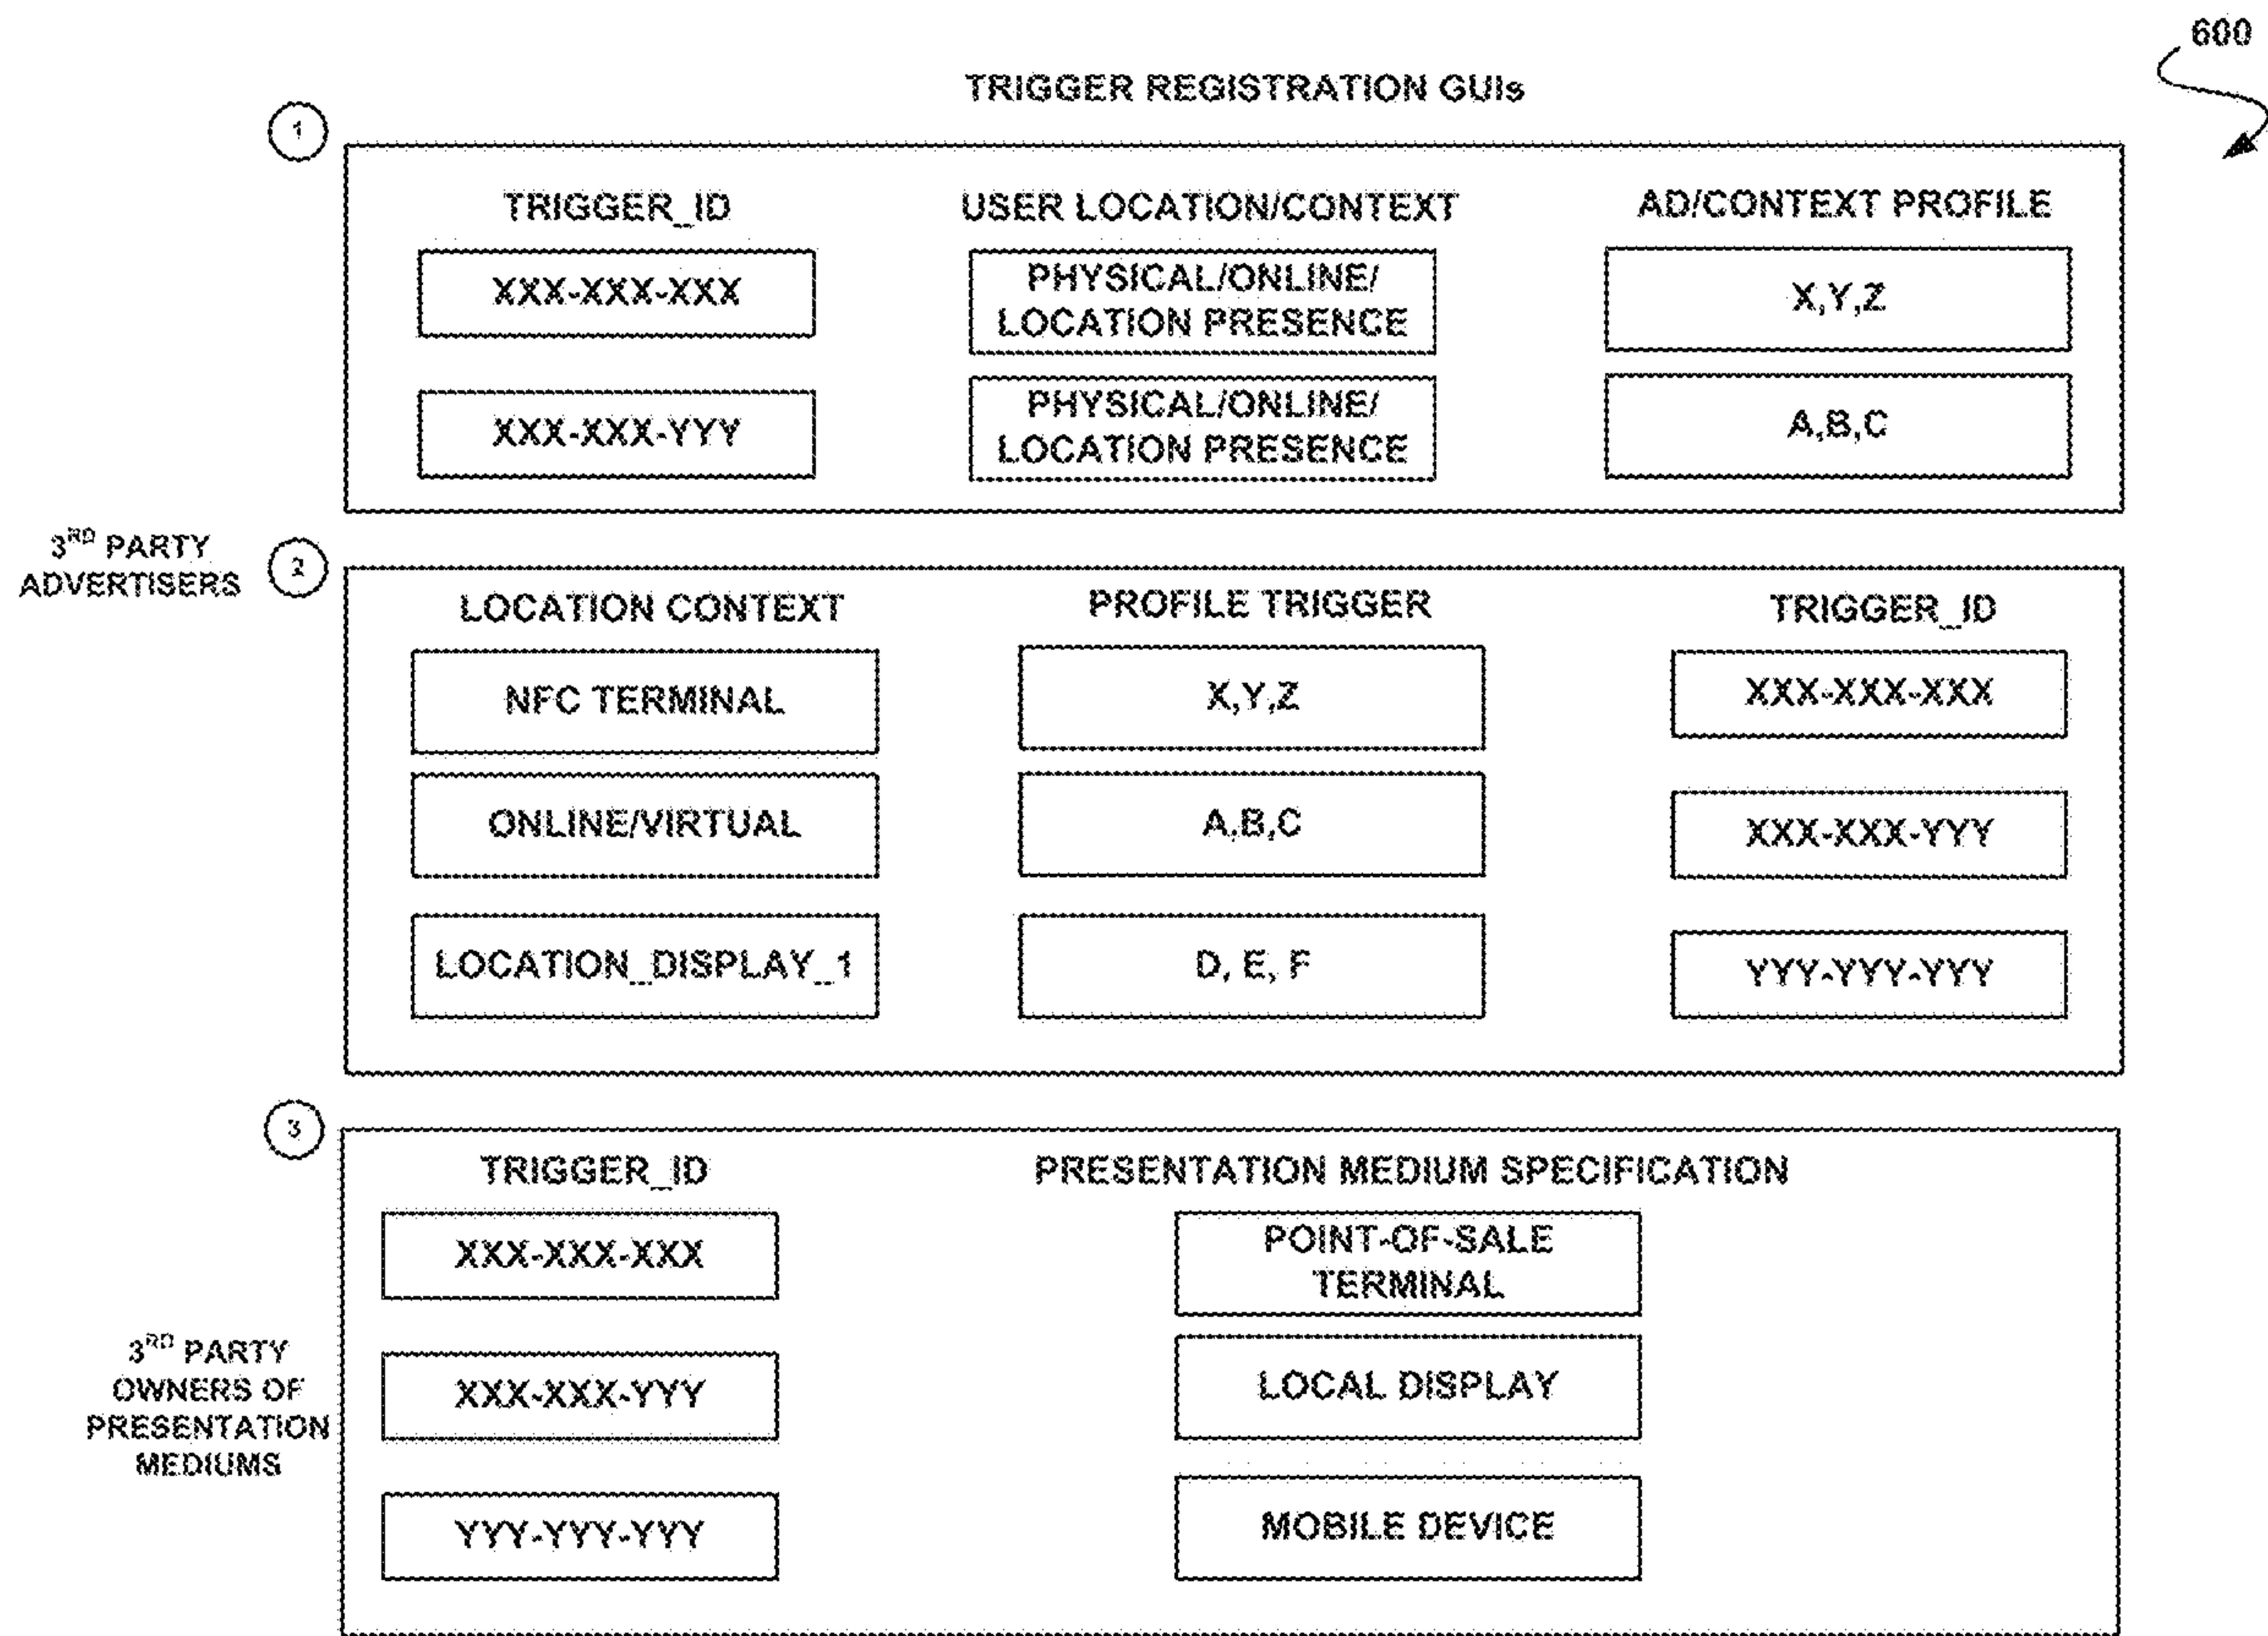 600
TRIGGER REGISTRATION GUIs
1
TRIGGER_ID
USER LOCATION/CONTEXT
AD/CONTEXT PROFILE
XXX-XXX-XXX
PHYSICAL/ONLINE/
LOCATION PRESENCE
X,Y,Z
XXX-XXX-YYY
PHYSICAL/ONLINE/
LOCATION PRESENCE
A,B,C
3RD PARTY
ADVERTISERS
2
LOCATION CONTEXT
PROFILE TRIGGER
TRIGGER_ID
NFC TERMINAL
X,Y,Z
XXX-XXX-XXX
ONLINE/VIRTUAL
A,B,C
XXX-XXX-YYY
LOCATION_DISPLAY_1
D, E, F
YYY-YYY-YYY
3
TRIGGER_ID
PRESENTATION MEDIUM SPECIFICATION
XXX-XXX-XXX
POINT-OF-SALE
TERMINAL
3RD PARTY
OWNERS OF
PRESENTATION
MEDIUMS
XXX-XXX-YYY
LOCAL DISPLAY
YYY-YYY-YYY
MOBILE DEVICE